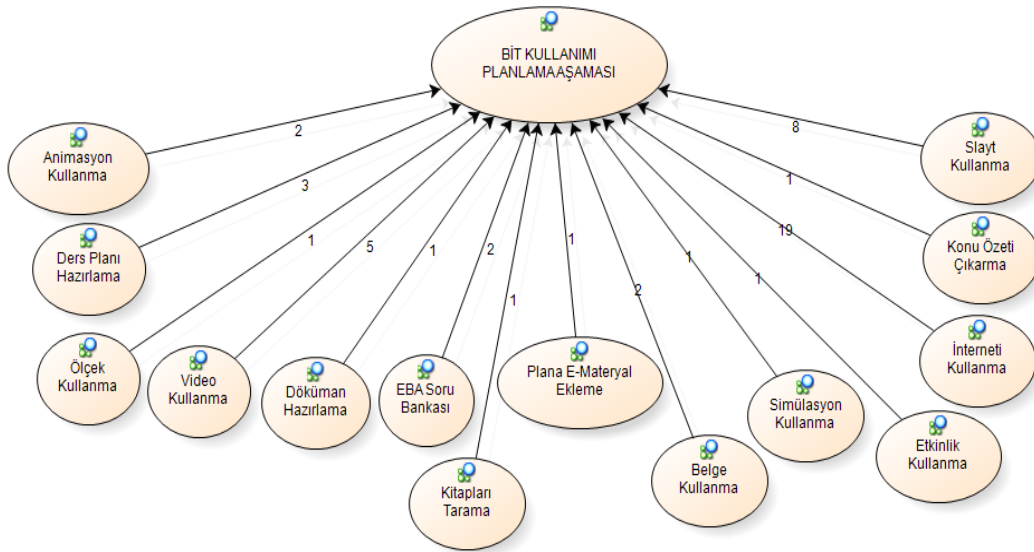 BİT KULLANIMI
PLANLAMAAŞAMASI
2
Animasyon
Kullanma
3
Ders Planı
Hazırlama
1
Ölçek
Kullanma
5
Video
Kullanma
1
Döküman
Hazırlama
2
EBA Soru
Bankası
1
Kitapları
Tarama
1
Plana E-Materyal
Ekleme
2
Belge
Kullanma
1
Simülasyon
Kullanma
1
Etkinlik
Kullanma
19
İnterneti
Kullanma
1
Konu Özeti
Çıkarma
8
Slayt
Kullanma